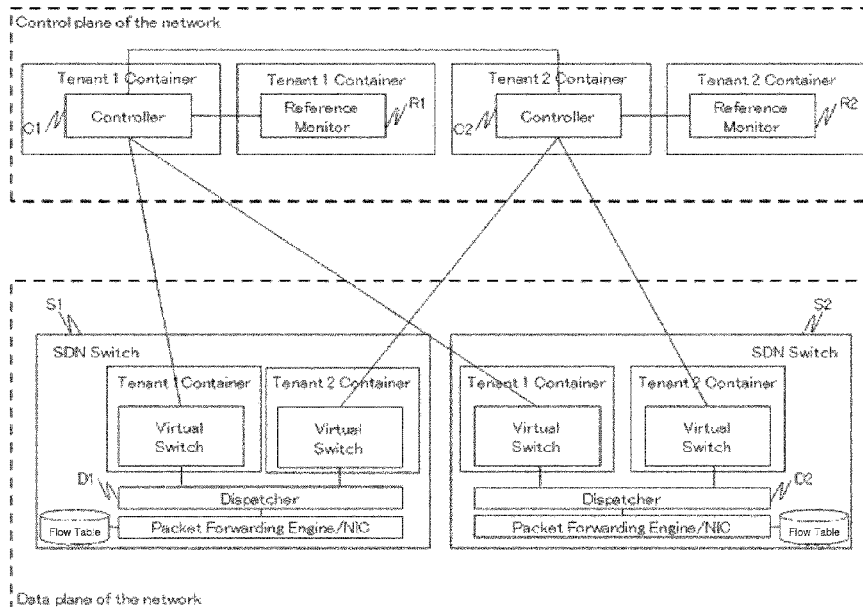 Control plane of the network
Tenant 1 Container
Controller
C1
Tenant 1 Container
Reference
Monitor
R1
Tenant 2 Container
Controller
C2
Tenant 2 Container
Reference
Monitor
R2
S1
SDN Switch
Tenant 1 Container
Virtual
Switch
Tenant 2 Container
Virtual
Switch
D1
Dispatcher
Flow Table
Packet Forwarding Engine/NIC
S2
SDN Switch
Tenant 1 Container
Virtual
Switch
Tenant 2 Container
Virtual
Switch
D2
Dispatcher
Packet Forwarding Engine/NIC
Flow Table
Data plane of the network